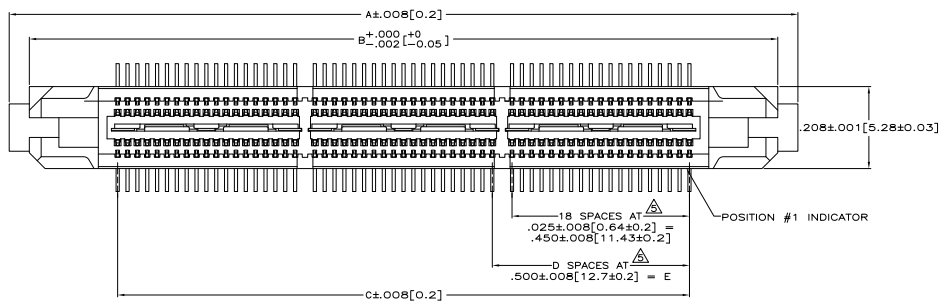 A±.008[0.2]
B+.000 -.002[+0 -0.05]
.208±.001[5.28±0.03]
18 SPACES AT 5
.025±.008[0.64±0.2] =
.450±.008[11.43±0.2]
POSITION #1 INDICATOR
D SPACES AT 5
.500±.008[12.7±0.2] = E
C±.008[0.2]